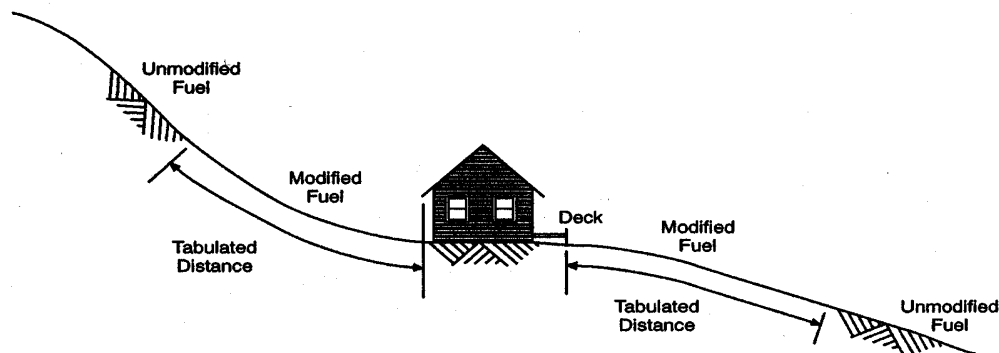 Unmodified
Fuel
Modified
Fuel
Tabulated
Distance
Deck
Modified
Fuel
Tabulated
Distance
Unmodified
Fuel